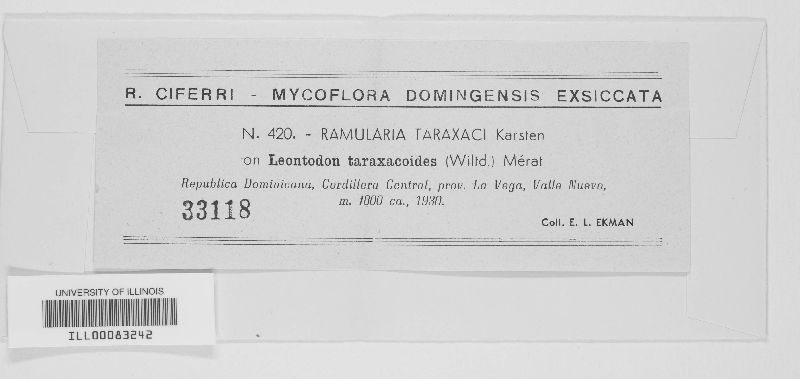 R. CIFERRI - MYCOFLORA DOMINGENSIS EXSICCATA
N. 420. - RAMULARIA TARAXACI Karsten
on Leontodon taraxacoides (Willd.) Mérat
Republica Dominicana, Cordillera Central, prov. La Vega, Valle Nuevo,
m. 1800 ca., 1930.
33118
Coll. E. L. EKMAN
UNIVERSITY OF ILLINOIS
ILL00083242